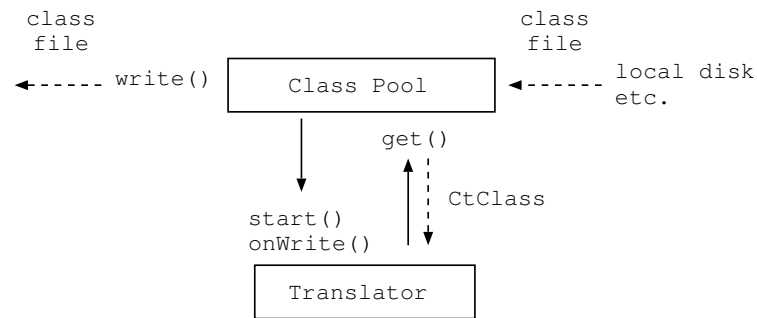 class
file
write()
Class Pool
class
file
local disk
etc.
get()
CtClass
start()
onWrite()
Translator